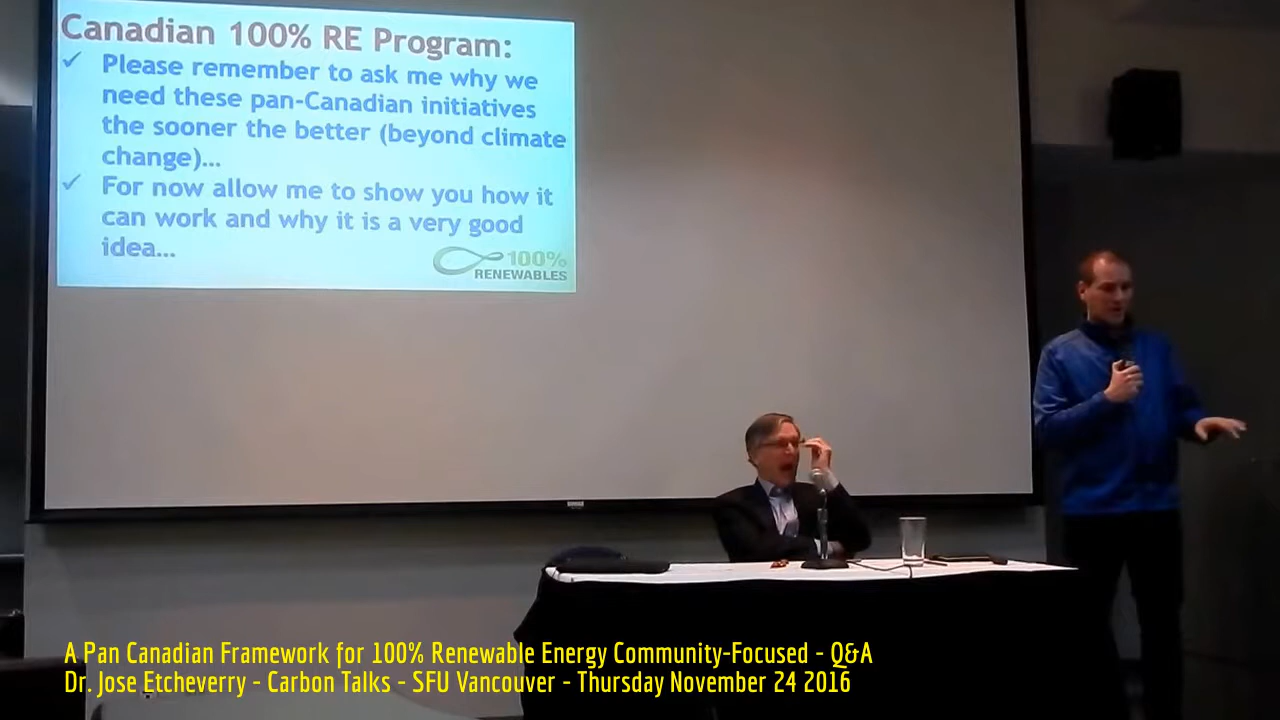 Canadian 100% RE Program:
✓ Please remember to ask me why we
need these pan-Canadian initiatives
the sooner the better (beyond climate
change)...
✓ For now allow me to show you how it
can work and why it is a very good
idea...
100%
RENEWABLES
A Pan Canadian Framework for 100% Renewable Energy Community-Focused - Q&A
Dr. Jose Etcheverry - Carbon Talks - SFU Vancouver - Thursday November 24 2016